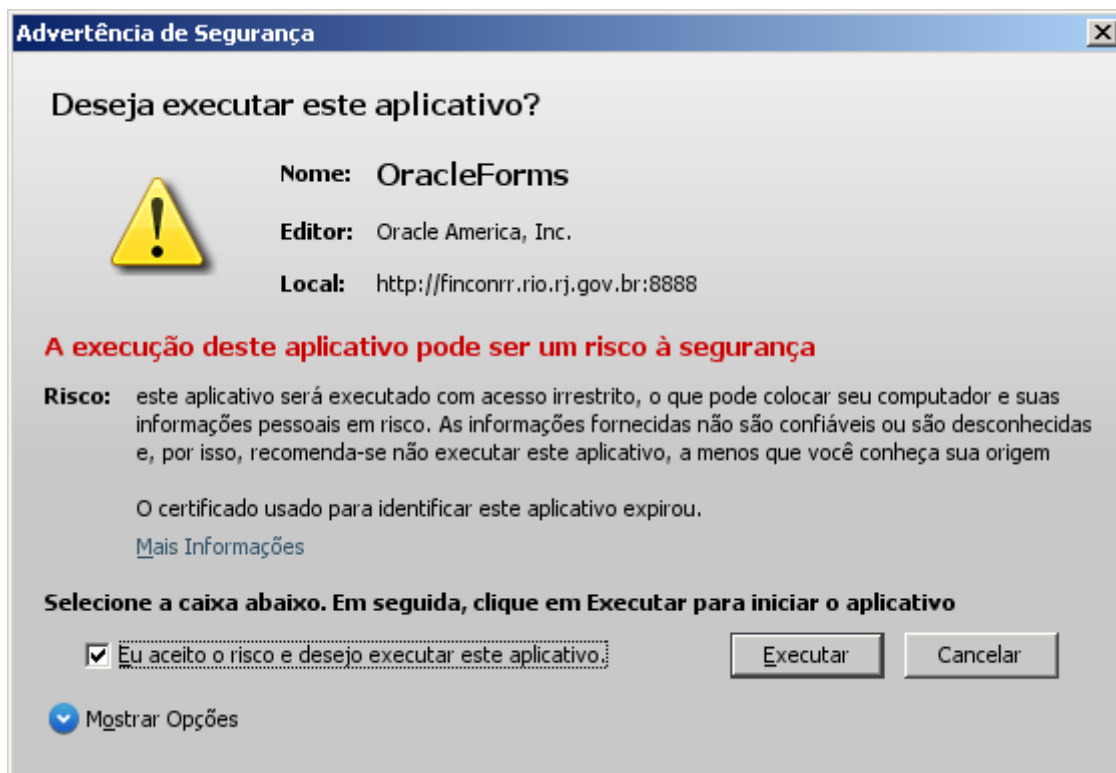 Advertência de Segurança
Deseja executar este aplicativo?
Nome: OracleForms
Editor: Oracle America, Inc.
Local: http://finconrr.rio.rj.gov.br:8888
A execução deste aplicativo pode ser um risco à segurança
Risco: este aplicativo será executado com acesso irrestrito, o que pode colocar seu computador e suas
informações pessoais em risco. As informações fornecidas não são confiáveis ou são desconhecidas
e, por isso, recomenda-se não executar este aplicativo, a menos que você conheça sua origem
O certificado usado para identificar este aplicativo expirou.
Mais Informações
Selecione a caixa abaixo. Em seguida, clique em Executar para iniciar o aplicativo
Eu aceito o risco e desejo executar este aplicativo. Executar Cancelar
Mostrar Opções